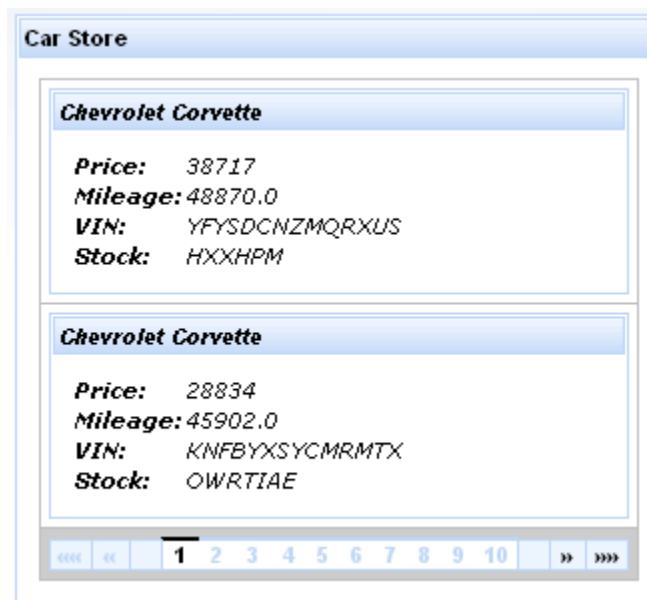 Car Store
Chevrolet Corvette
Price: 38717
Mileage: 48870.0
VIN: YFYSDCNZMQRXUS
Stock: HXXHPM
Chevrolet Corvette
Price: 28834
Mileage: 45902.0
VIN: KNFBYXSYCMRMTX
Stock: OWRTIAE
«« « 1 2 3 4 5 6 7 8 9 10 » »»